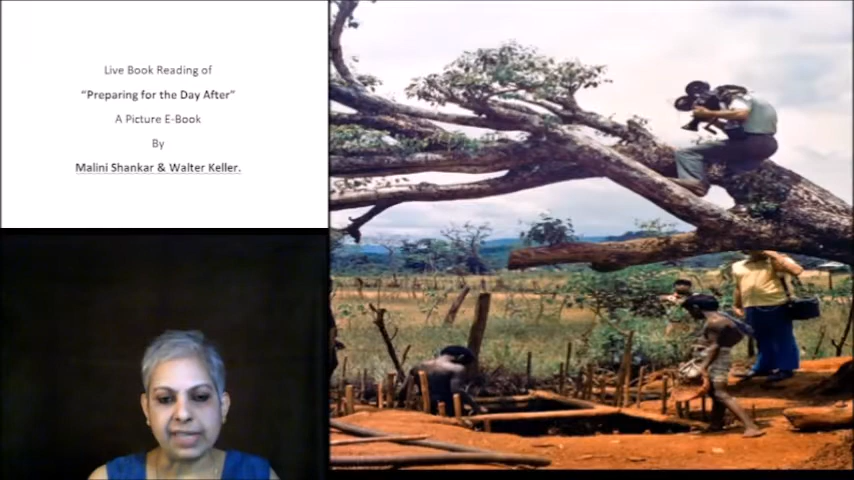 Live Book Reading of
“Preparing for the Day After”
A Picture E-Book
By
Malini Shankar & Walter Keller.